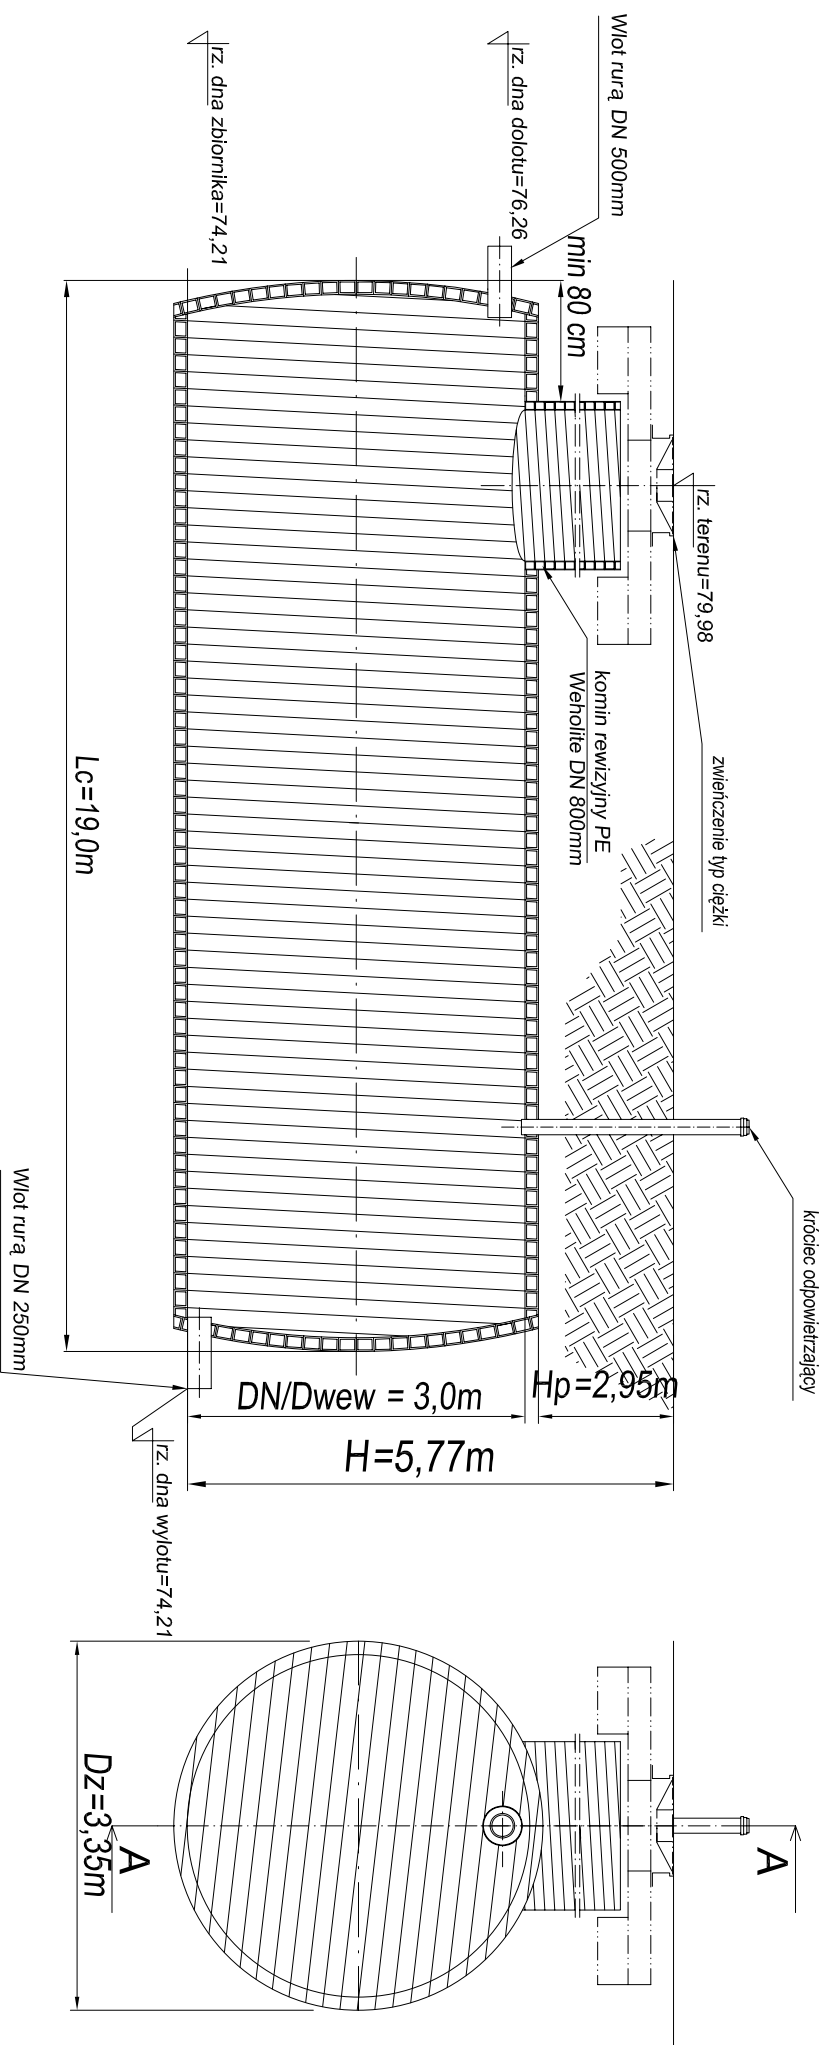 Wlot rurą DN 500mm
rz. dna dolotu=76,26
rz. dna zbiornika=74,21
min 80 cm
rz. terenu=79,98
zwieńczenie typ ciężki
komin rewizyjny PE
Weholite DN 800mm
Lc=19,0m
króciec odpowietrzający
Wlot rurą DN 250mm
rz. dna wylotu=74,21
DN/Dwew = 3,0m
Hp=2,95m
H=5,77m
Dz=3,35m
A
A